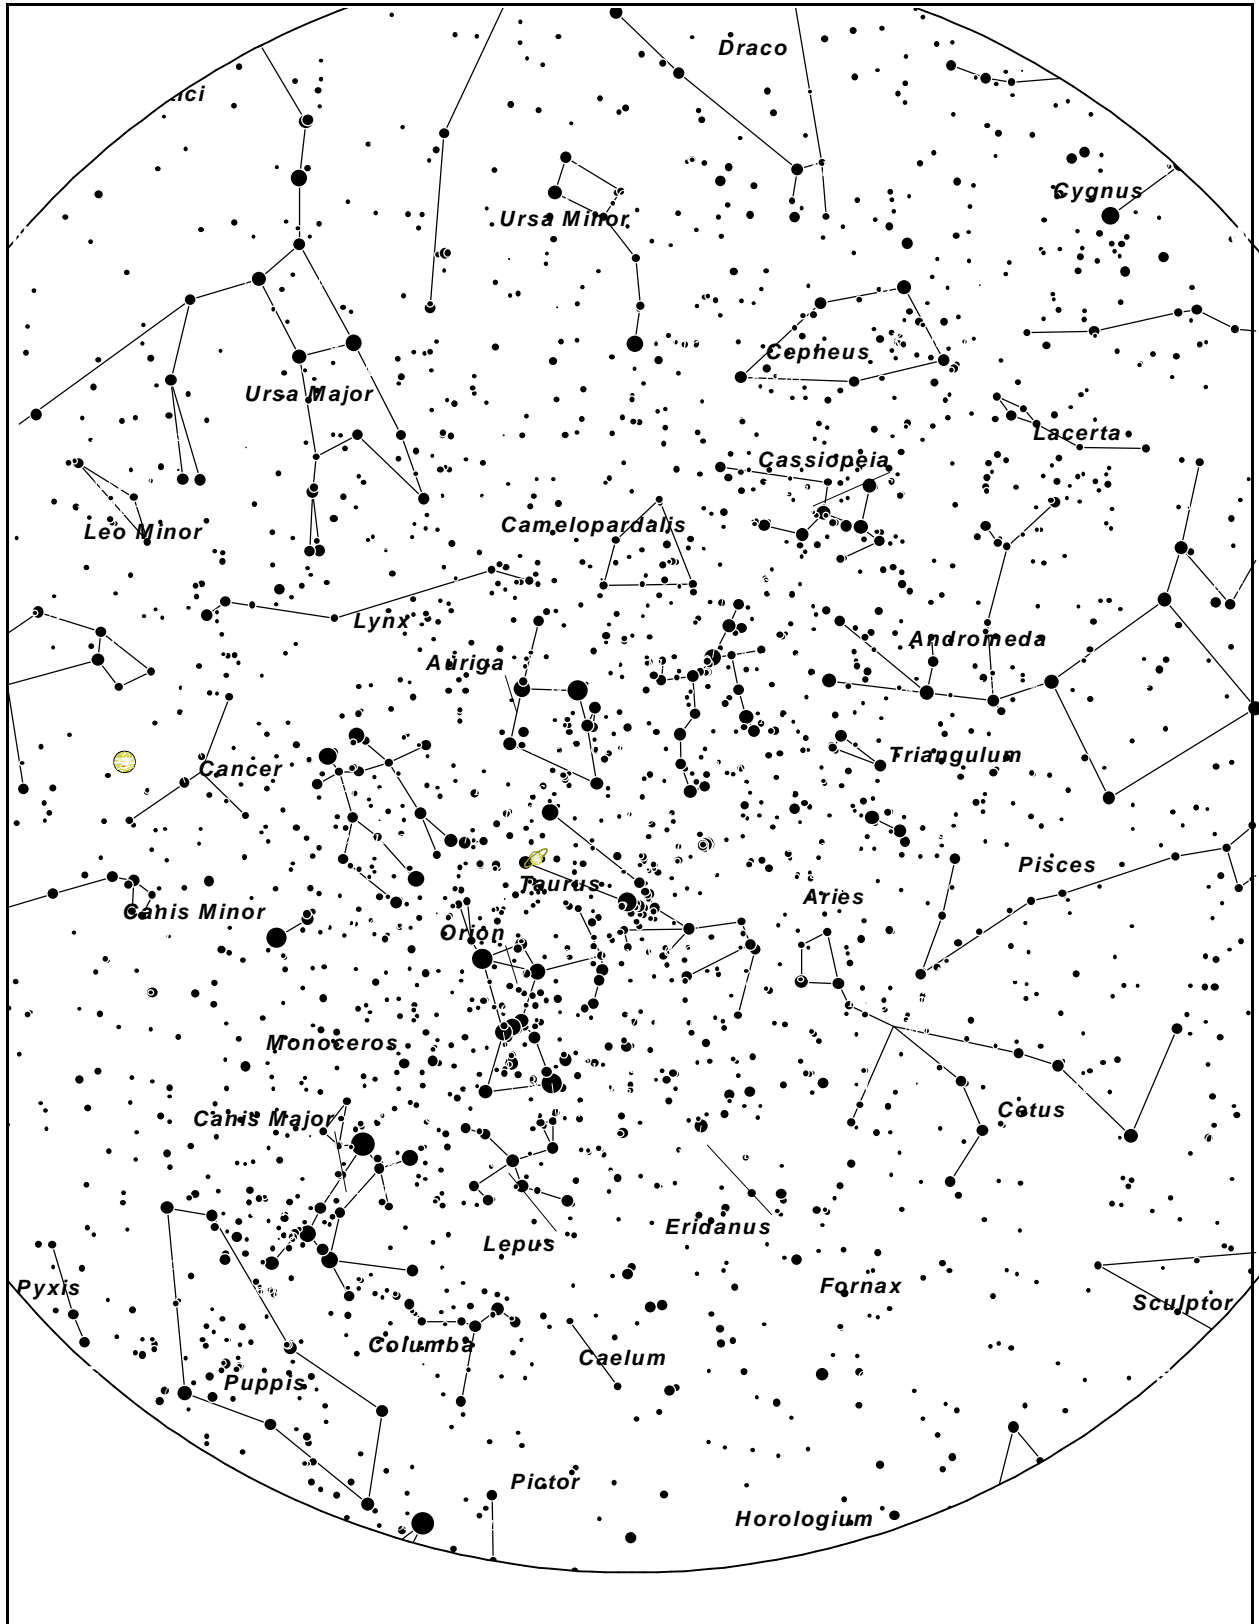 Draco
Cygnus
Ursa Minor
Cepheus
Ursa Major
Lacerta
Cassiopeia
Camelopardalis
Leo Minor
Lynx
Andromeda
Auriga
Triangulum
Cancer
Pisces
Taurus
Aries
Canis Minor
Orion
Monoceros
Cetus
Canis Major
Eridanus
Lepus
Fornax
Pyxis
Sculptor
Columba
Caelum
Puppis
Pictor
Horologium